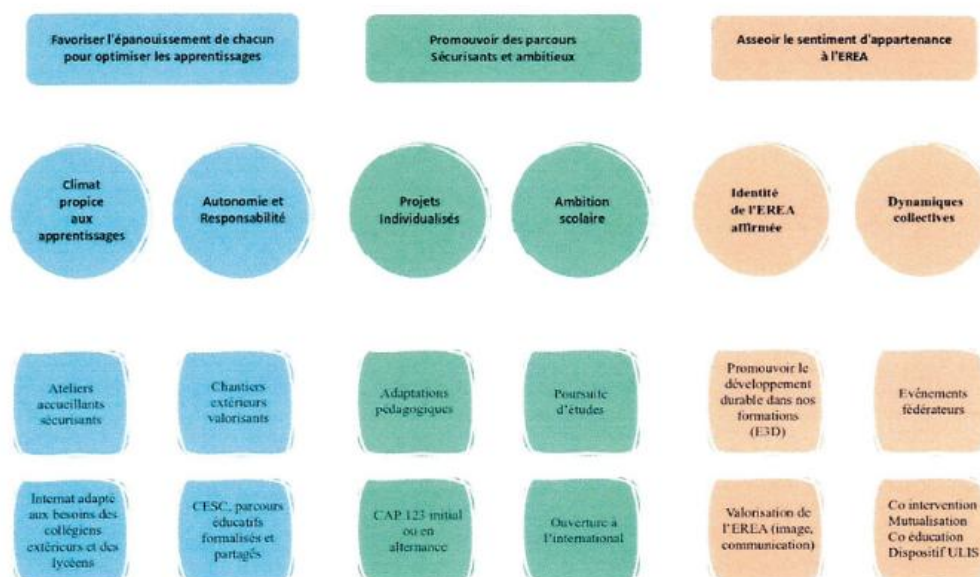 Favoriser l'épanouissement de chacun
pour optimiser les apprentissages
Promouvoir des parcours
Sécurisants et ambitieux
Asseoir le sentiment d'appartenance
à l'EREA
Climat
propice
aux
apprentissages
Autonomie et
Responsabilité
Projets
Individualisés
Ambition
scolaire
Identité
de l'EREA
affirmée
Dynamiques
collectives
Ateliers
accueillants
sécurisants
Chantiers
extérieurs
valorisants
Adaptations
pédagogiques
Poursuite
d'études
Promouvoir le
développement
durable dans nos
formations
(E3D)
Evénements
fédérateurs
Internat adapté
aux besoins des
collégiens
extérieurs et des
lycéens
CESC, parcours
éducatifs
formalisés et
partagés
CAP 123 initial
ou en
alternance
Ouverture à
l'international
Valorisation de
l'EREA (image,
communication)
Co intervention
Mutualisation
Co éducation
Dispositif ULIS